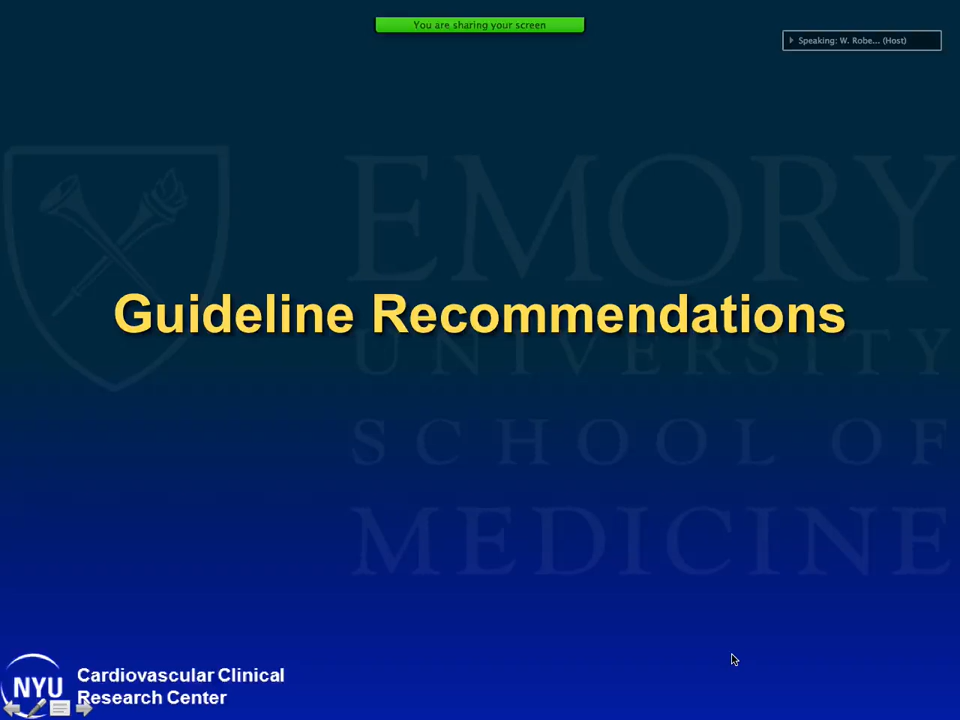 You are sharing your screen
Speaking: W. Robe... (Host)
EMORY
Guideline Recommendations
UNIVERSITY
SCHOOL OF
MEDICINE
NYU
Cardiovascular Clinical
Research Center